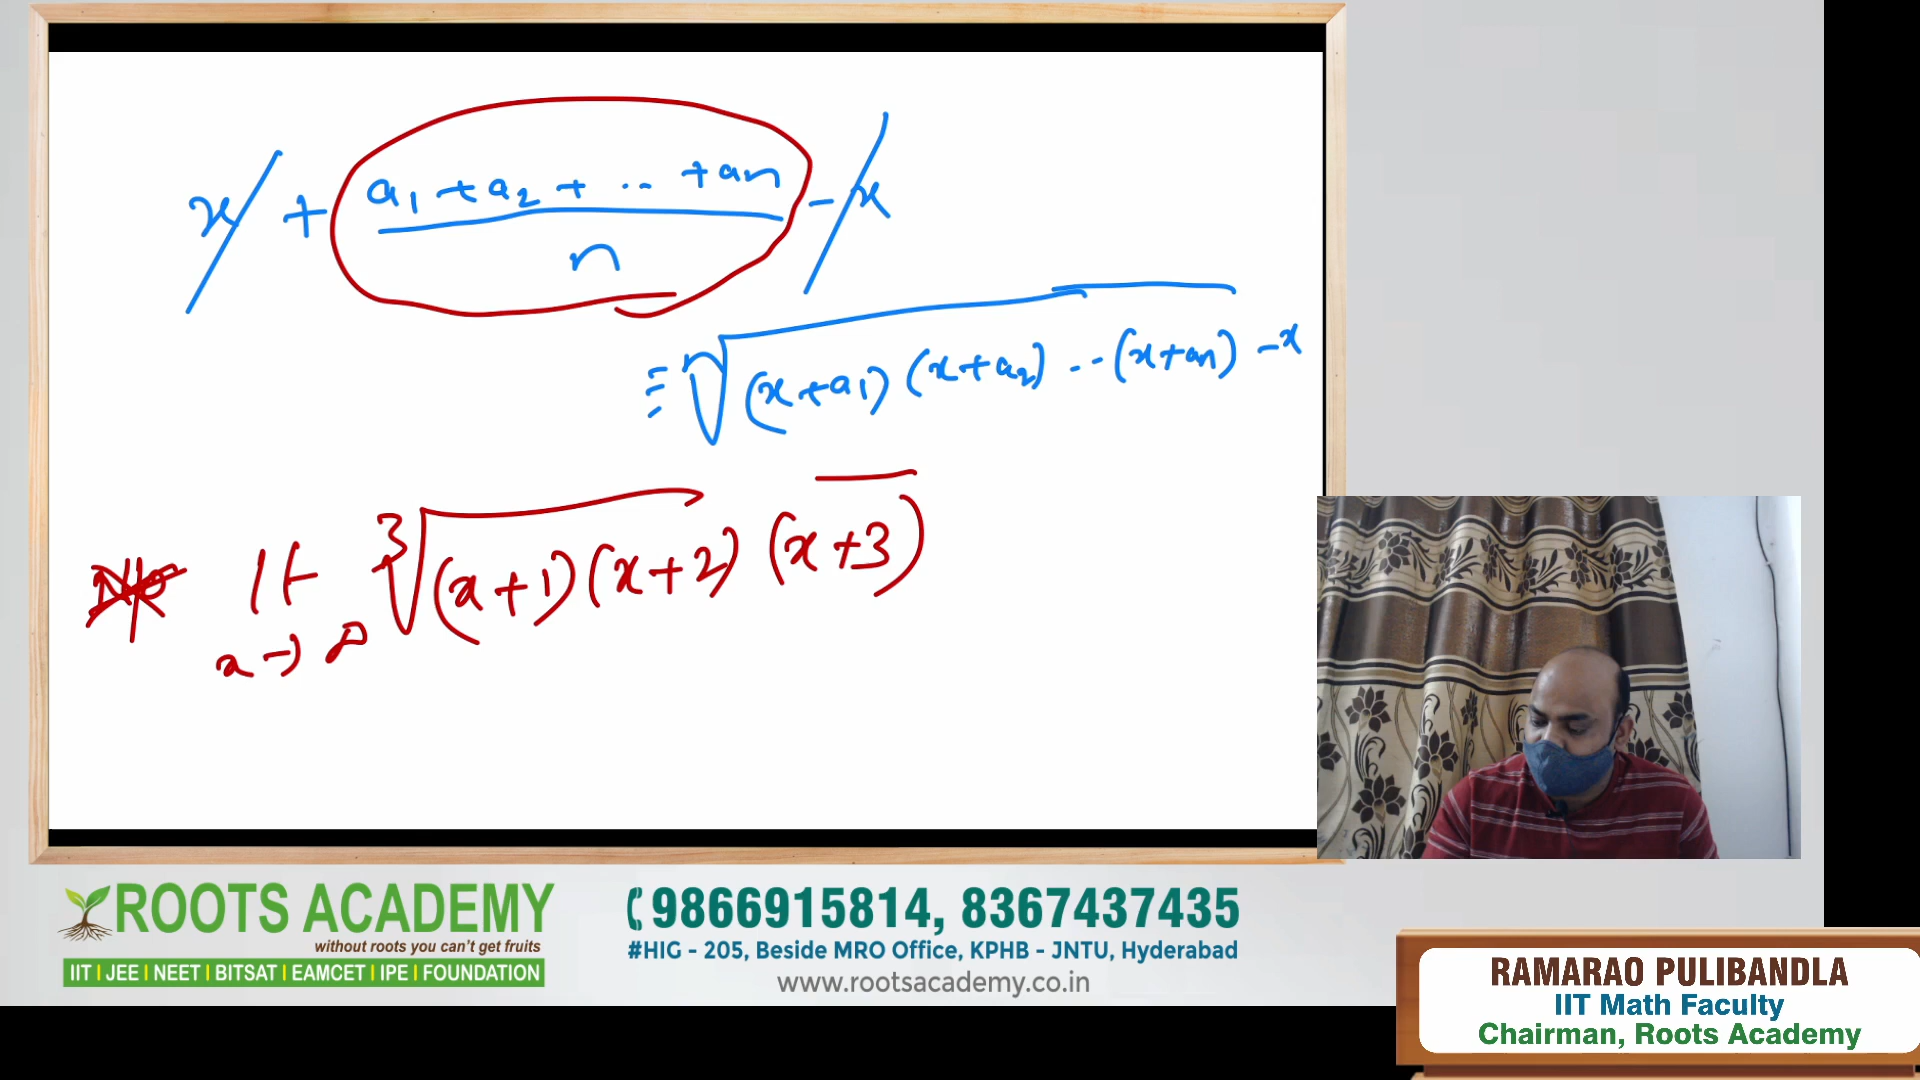 x + (a₁ + a₂ + .. + aₙ)/n - x
≡ ⁿ√(x+a₁)(x+a₂)..(x+aₙ) - x
lt ³√(x+1)(x+2)(x+3)
x→∞
ROOTS ACADEMY
without roots you can't get fruits
IIT | JEE | NEET | BITSAT | EAMCET | IPE | FOUNDATION
9866915814, 8367437435
#HIG - 205, Beside MRO Office, KPHB - JNTU, Hyderabad
www.rootsacademy.co.in
RAMARAO PULIBANDLA
IIT Math Faculty
Chairman, Roots Academy